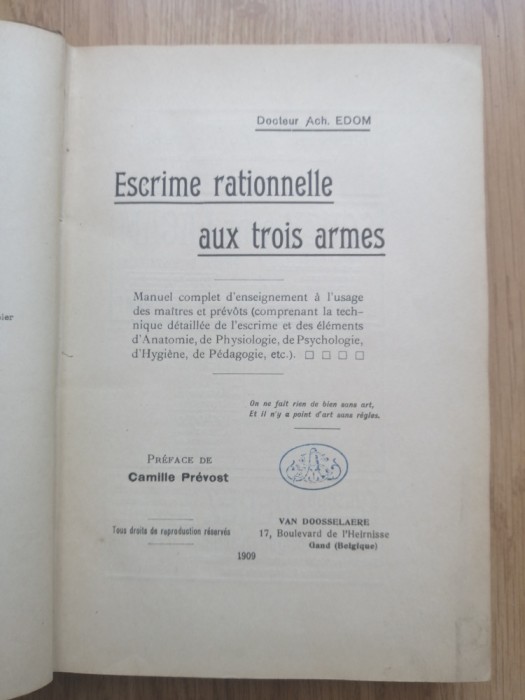 Docteur Ach. EDOM
Escrime rationnelle
aux trois armes
Manuel complet d'enseignement à l'usage
des maîtres et prévôts (comprenant la tech-
nique détaillée de l'escrime et des éléments
d'Anatomie, de Physiologie, de Psychologie,
d'Hygiène, de Pédagogie, etc.). □ □ □ □
On ne fait rien de bien sans art,
Et il n'y a point d'art sans règles.
PRÉFACE DE
Camille Prévost
Tous droits de reproduction réservés
VAN DOOSSELAERE
17, Boulevard de l'Heirnisse
Gand (Belgique)
1909